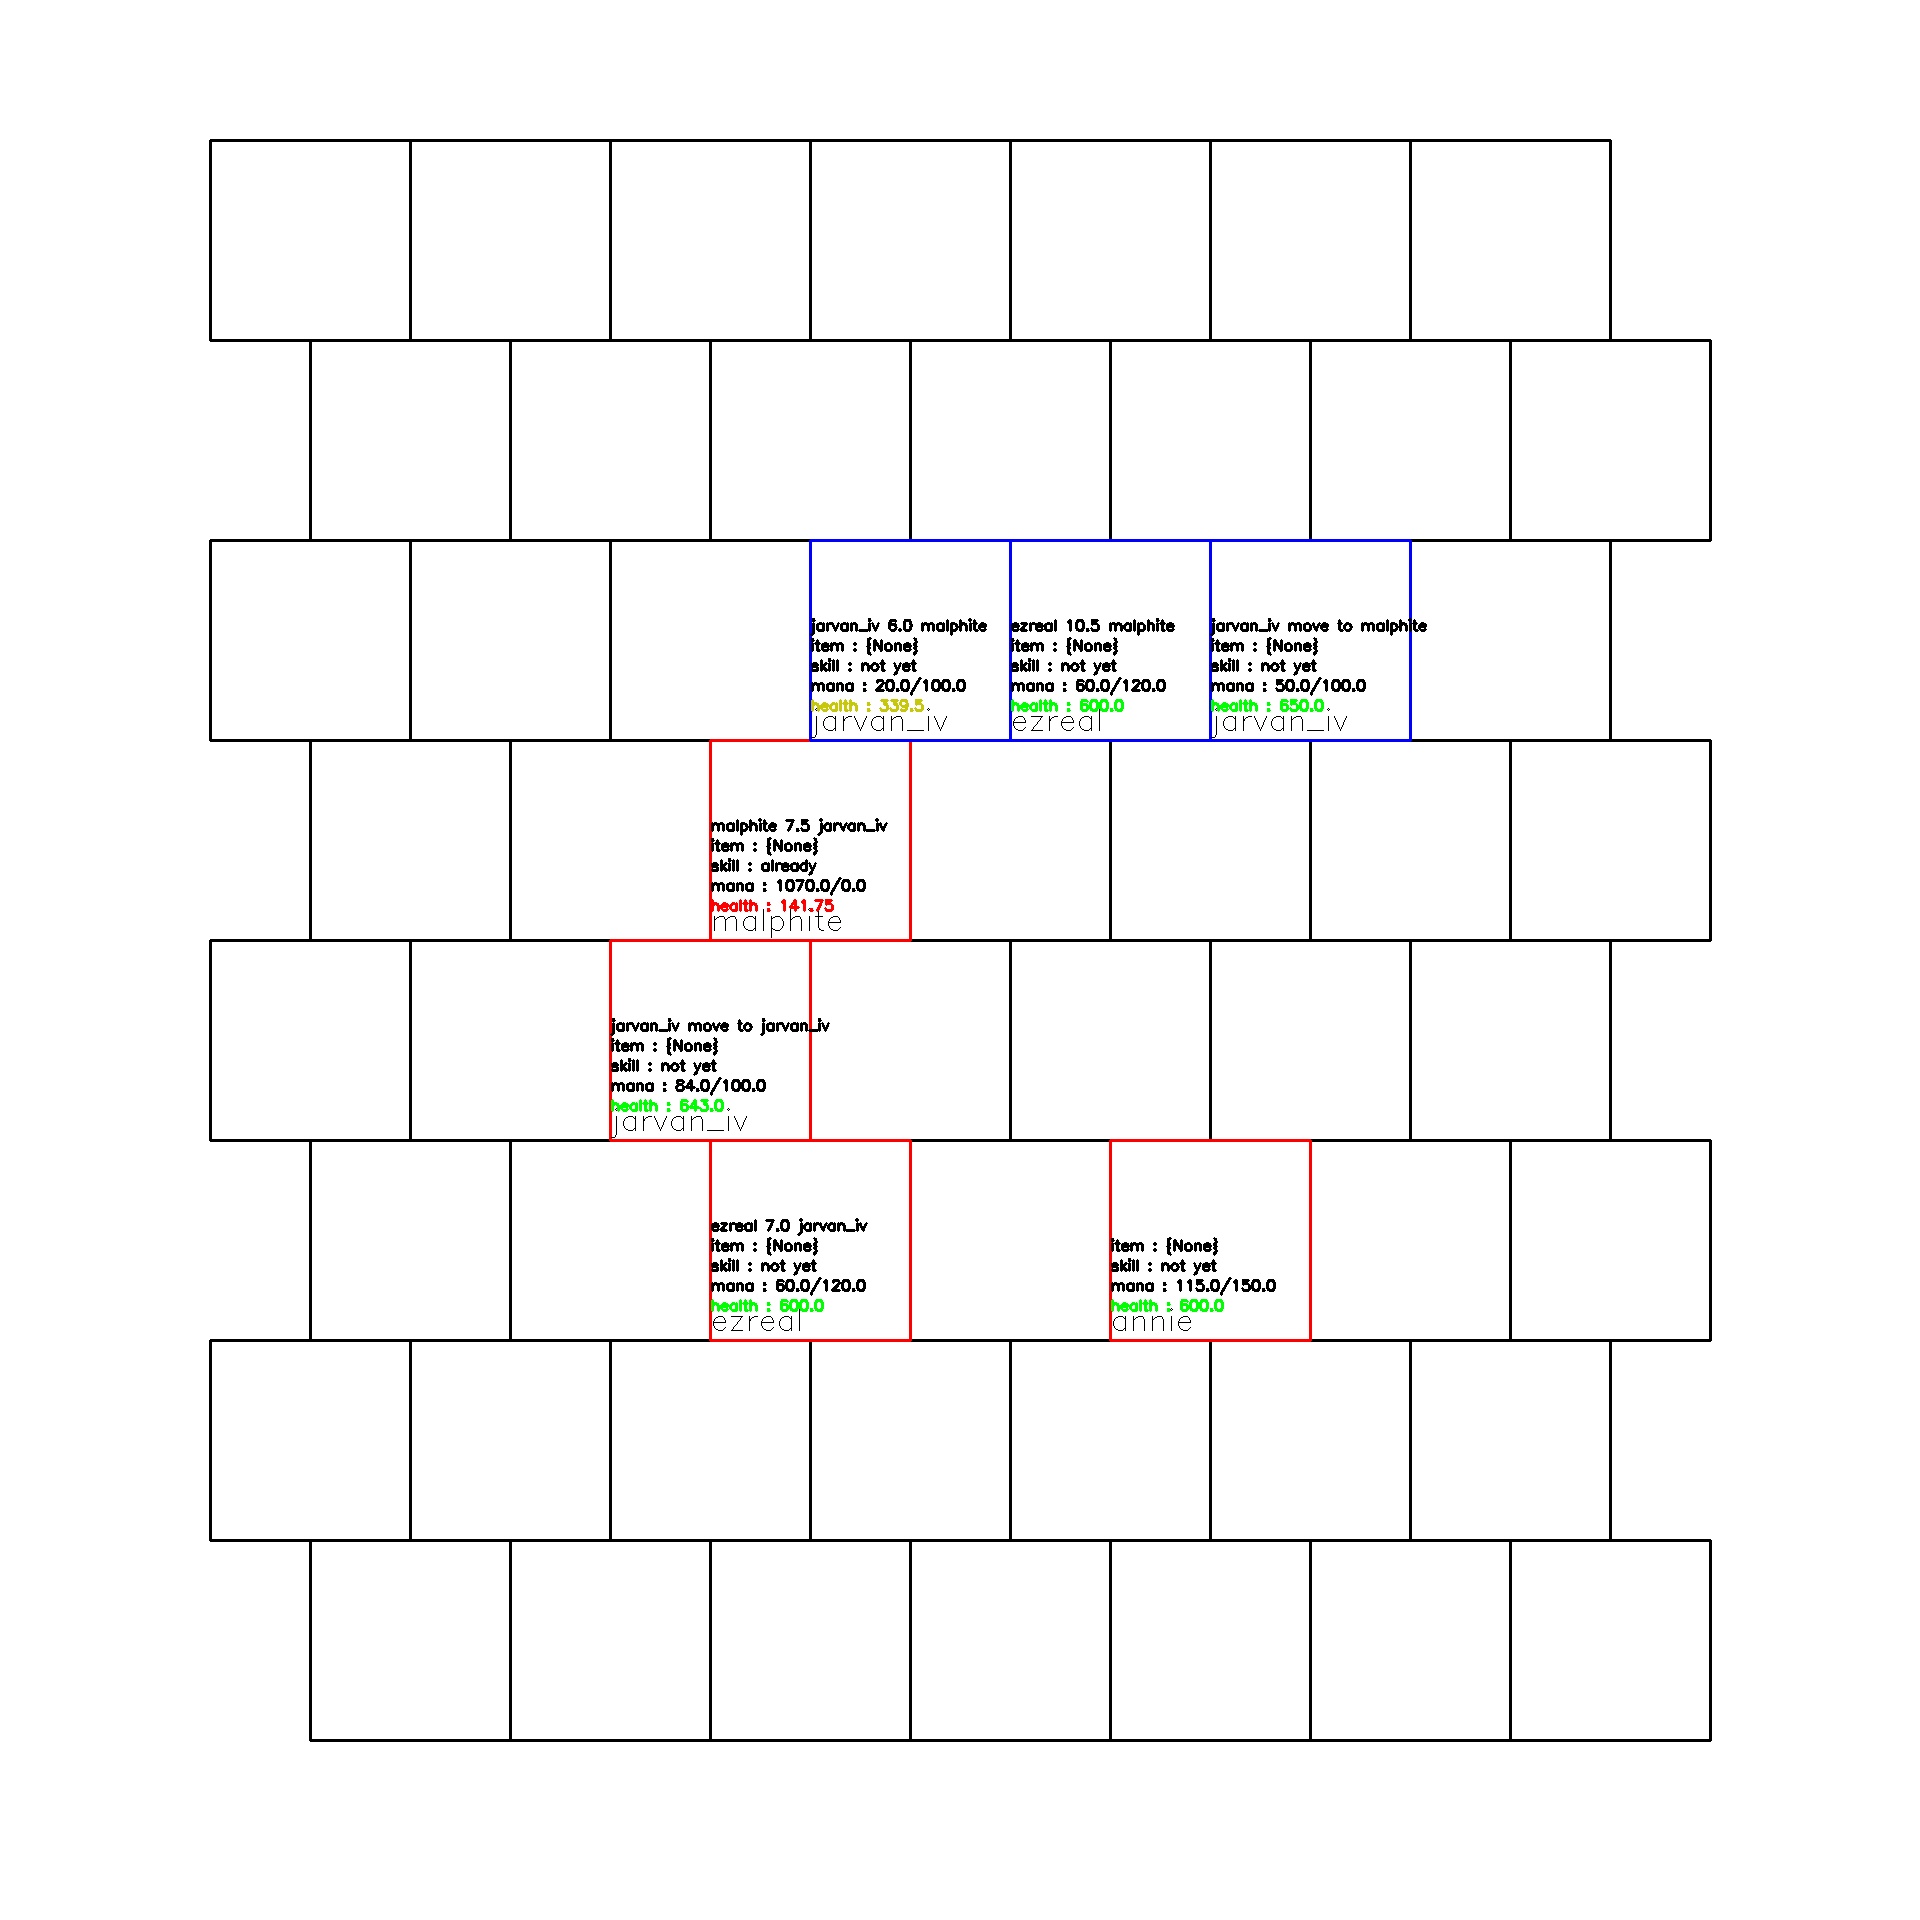 jarvan_iv 6.0 malphite
item : {None}
skill : not yet
mana : 20.0/100.0
health : 339.5
jarvan_iv
ezreal 10.5 malphite
item : {None}
skill : not yet
mana : 60.0/120.0
health : 600.0
ezreal
jarvan_iv move to malphite
item : {None}
skill : not yet
mana : 50.0/100.0
health : 650.0
jarvan_iv
malphite 7.5 jarvan_iv
item : {None}
skill : already
mana : 1070.0/0.0
health : 141.75
malphite
jarvan_iv move to jarvan_iv
item : {None}
skill : not yet
mana : 84.0/100.0
health : 643.0
jarvan_iv
ezreal 7.0 jarvan_iv
item : {None}
skill : not yet
mana : 60.0/120.0
health : 600.0
ezreal
item : {None}
skill : not yet
mana : 115.0/150.0
health : 600.0
annie